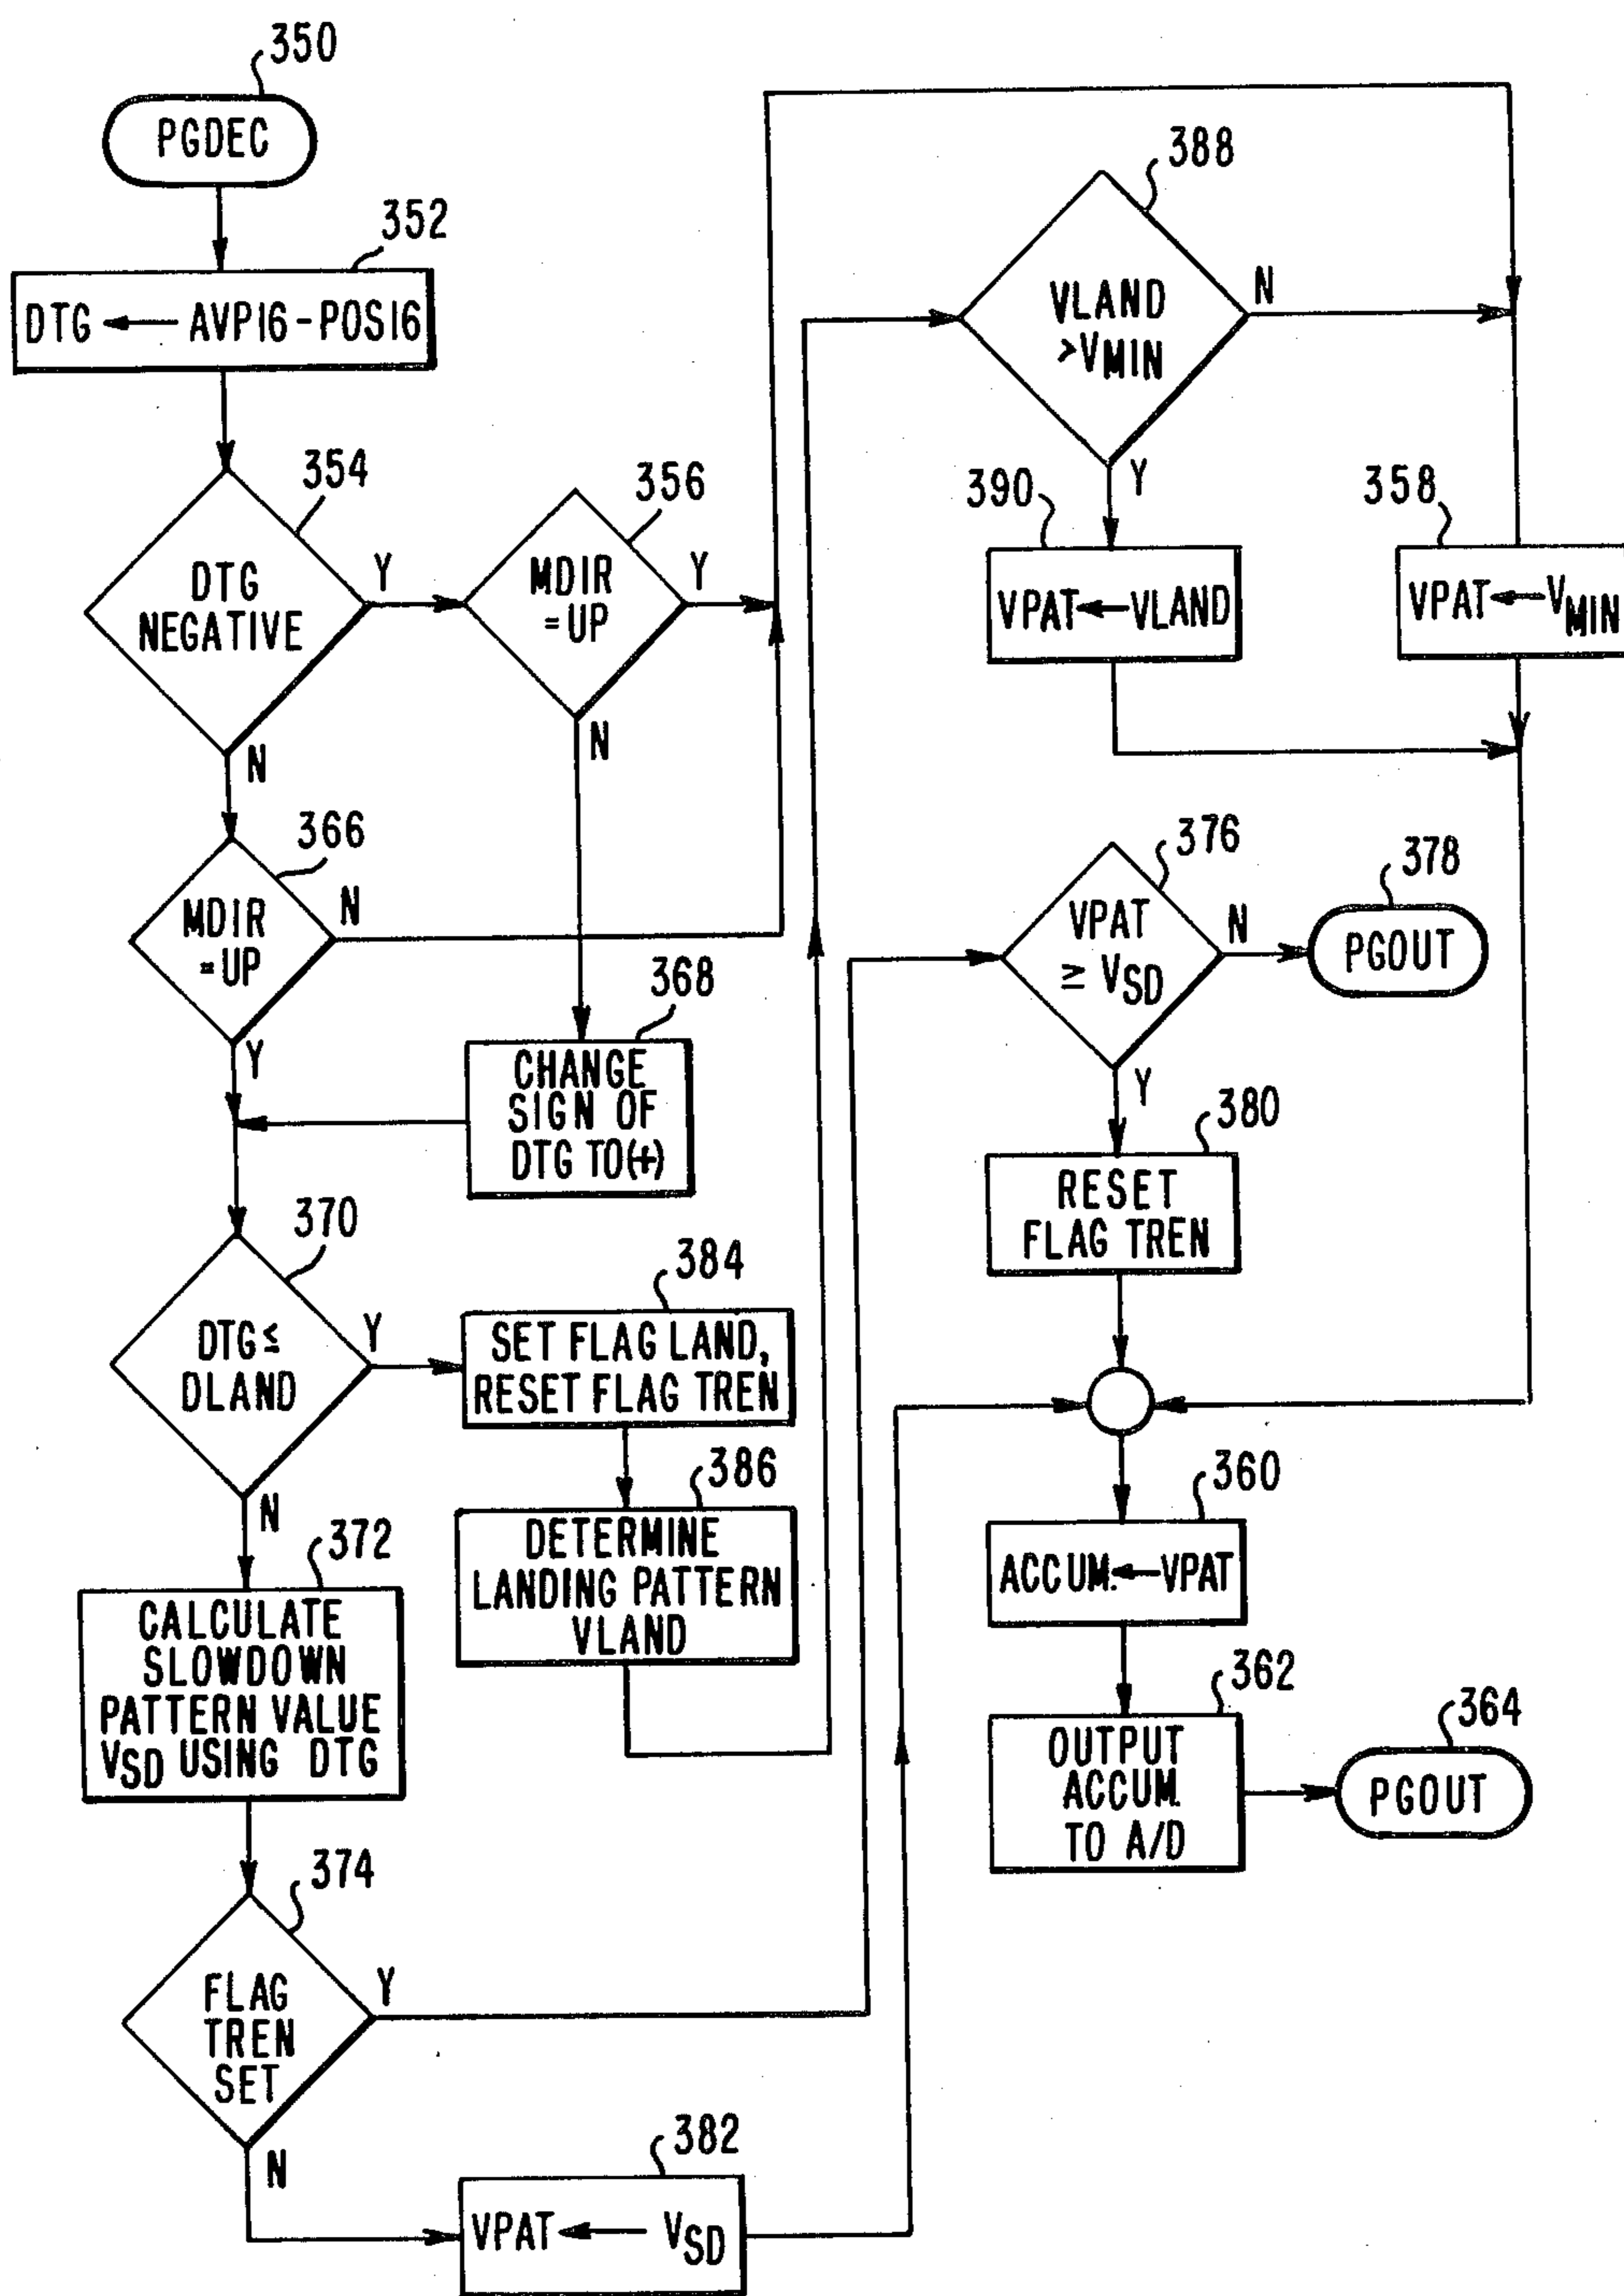 350
PGDEC
352
DTG ← AVP16-POS16
354
DTG
NEGATIVE
Y
N
356
MDIR
=UP
Y
N
366
MDIR
=UP
N
Y
368
CHANGE
SIGN OF
DTG TO(+)
370
DTG≤
DLAND
Y
N
384
SET FLAG LAND,
RESET FLAG TREN
386
DETERMINE
LANDING PATTERN
VLAND
372
CALCULATE
SLOWDOWN
PATTERN VALUE
VSD USING DTG
374
FLAG
TREN
SET
Y
N
382
VPAT ← VSD
388
VLAND
>VMIN
N
Y
390
VPAT←VLAND
358
VPAT←VMIN
376
VPAT
≥ VSD
N
Y
378
PGOUT
380
RESET
FLAG TREN
360
ACCUM.←VPAT
362
OUTPUT
ACCUM.
TO A/D
364
PGOUT